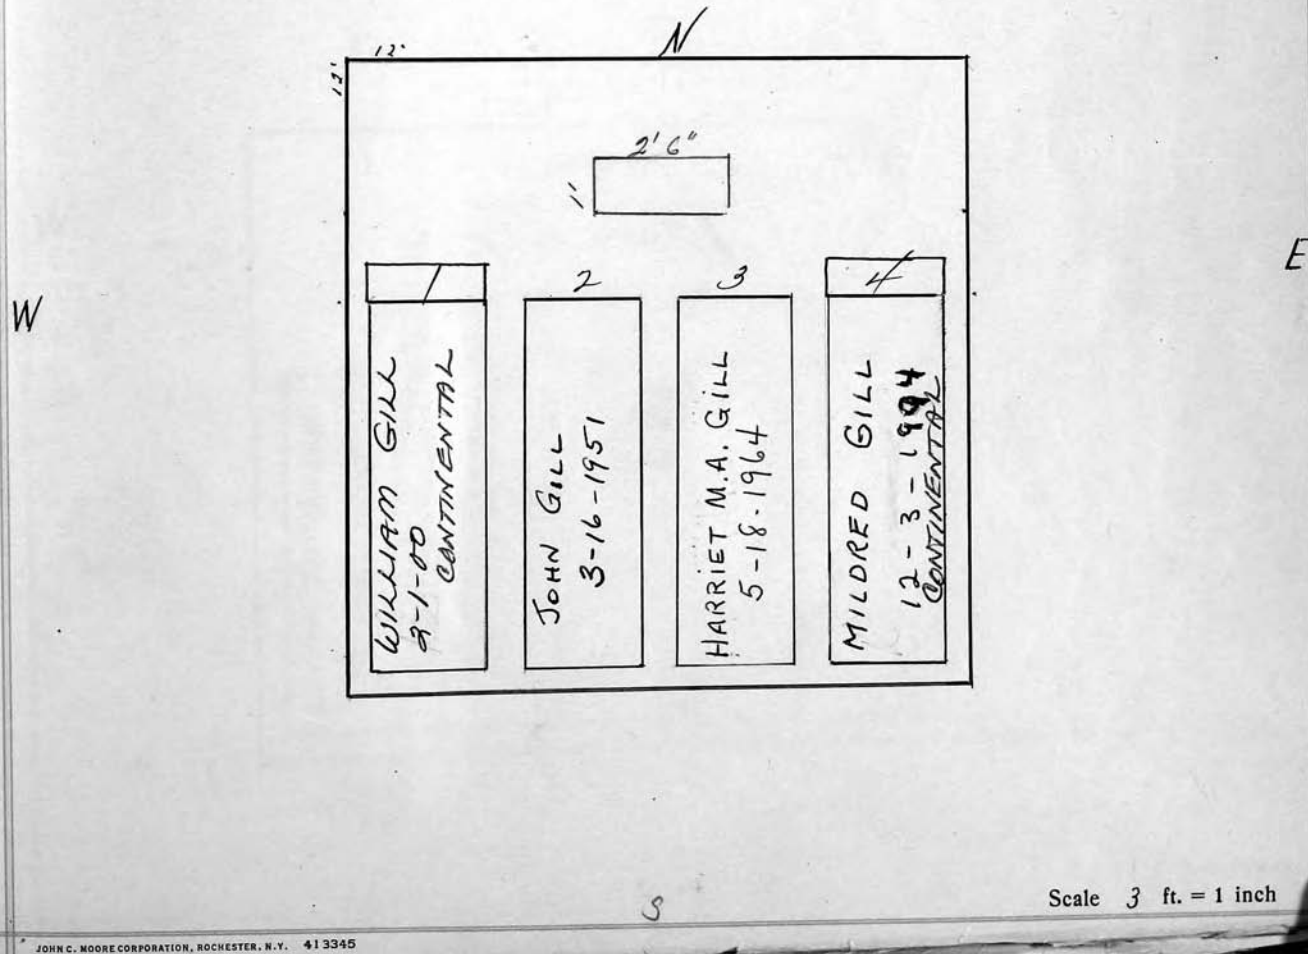 N
12'
12'
2'6"
1'
W
E
1
2
3
4
WILLIAM GILL
2-1-00
CONTINENTAL
JOHN GILL
3-16-1951
HARRIET M.A. GILL
5-18-1964
MILDRED GILL
12-3-1994
CONTINENTAL
S
Scale 3 ft. = 1 inch
JOHN C. MOORE CORPORATION, ROCHESTER, N.Y. 413345